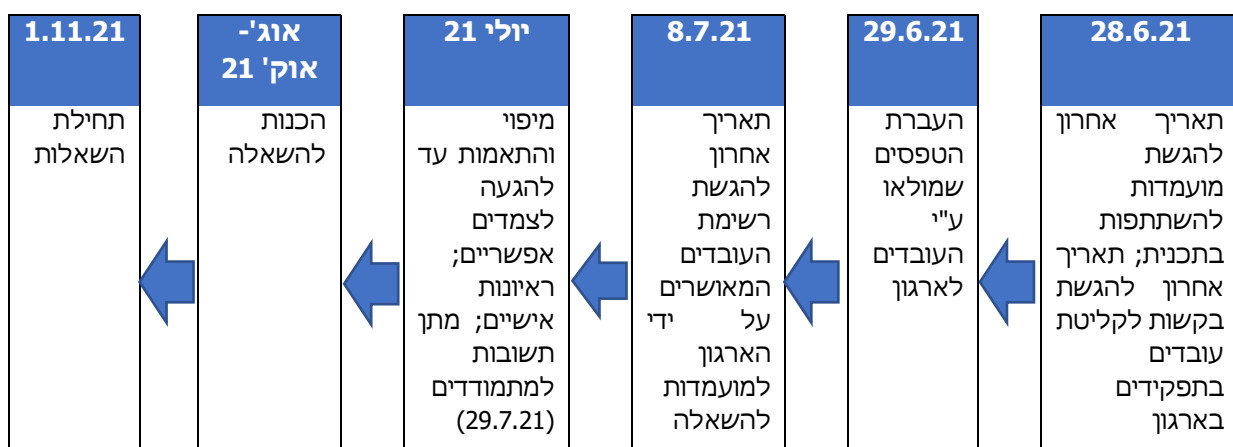 28.6.21
תאריך אחרון
להגשת
מועמדות
להשתתפות
בתכנית; תאריך
אחרון להגשת
בקשות לקליטת
עובדים
בתפקידים
בארגון
29.6.21
העברת
הטפסים
שמולאו
ע"י
העובדים
לארגון
8.7.21
תאריך
אחרון
להגשת
רשימת
העובדים
המאושרים
על ידי
הארגון
למועמדות
להשאלה
יולי 21
מיפוי
והתאמות עד
להגעה
לצמדים
אפשריים;
ראיונות
אישיים; מתן
תשובות
למתמודדים
(29.7.21)
אוג'-
אוק' 21
הכנות
להשאלה
1.11.21
תחילת
השאלות